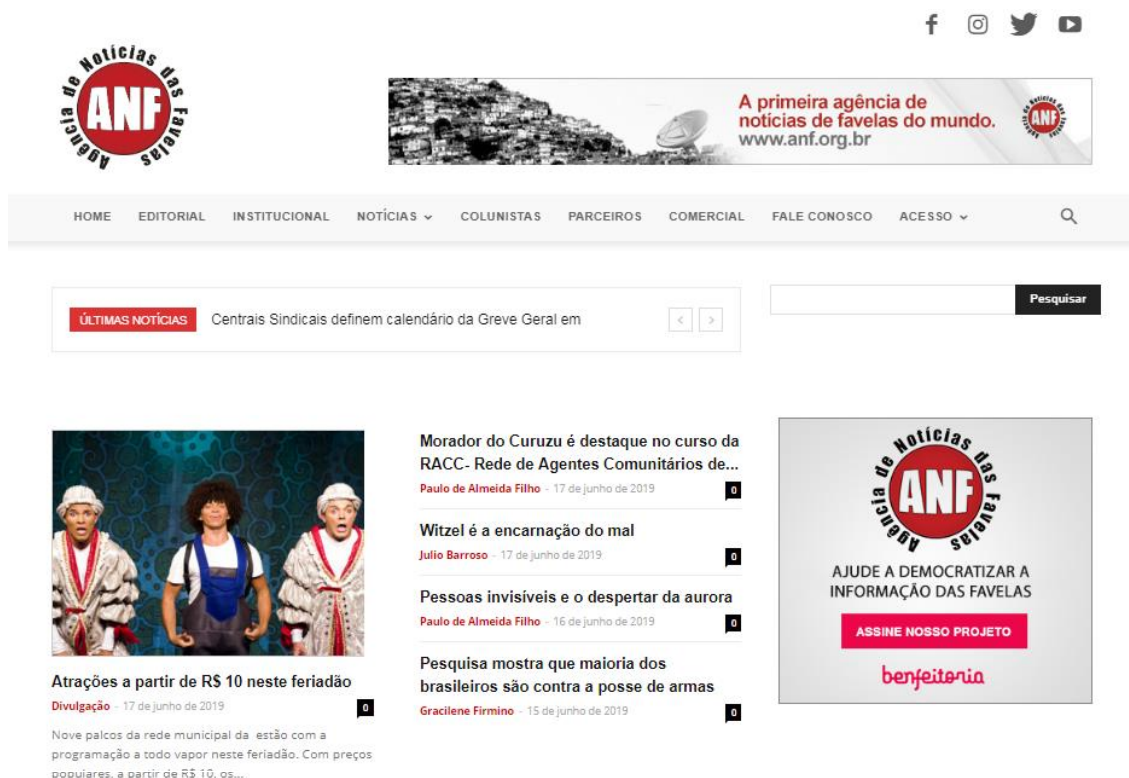 Agência de Notícias das Favelas
ANF
A primeira agência de
notícias de favelas do mundo.
www.anf.org.br
ANF
HOME EDITORIAL INSTITUCIONAL NOTÍCIAS COLUNISTAS PARCEIROS COMERCIAL FALE CONOSCO ACESSO
ÚLTIMAS NOTÍCIAS Centrais Sindicais definem calendário da Greve Geral em
Pesquisar
Atrações a partir de R$ 10 neste feriadão
Divulgação - 17 de junho de 2019 0
Nove palcos da rede municipal da estão com a
programação a todo vapor neste feriadão. Com preços
populares, a partir de R$ 10, os...
Morador do Curuzu é destaque no curso da
RACC- Rede de Agentes Comunitários de...
Paulo de Almeida Filho - 17 de junho de 2019 0
Witzel é a encarnação do mal
Julio Barroso - 17 de junho de 2019 0
Pessoas invisíveis e o despertar da aurora
Paulo de Almeida Filho - 16 de junho de 2019 0
Pesquisa mostra que maioria dos
brasileiros são contra a posse de armas
Gracilene Firmino - 15 de junho de 2019 0
Agência de Notícias das Favelas
ANF
AJUDE A DEMOCRATIZAR A
INFORMAÇÃO DAS FAVELAS
ASSINE NOSSO PROJETO
benfeitoria